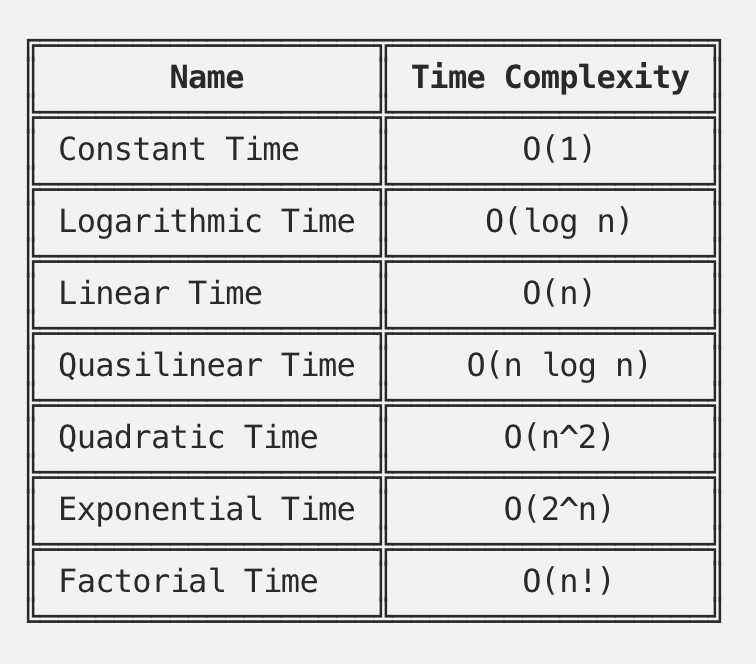 Name Time Complexity
Constant Time O(1)
Logarithmic Time O(log n)
Linear Time O(n)
Quasilinear Time O(n log n)
Quadratic Time O(n^2)
Exponential Time O(2^n)
Factorial Time O(n!)